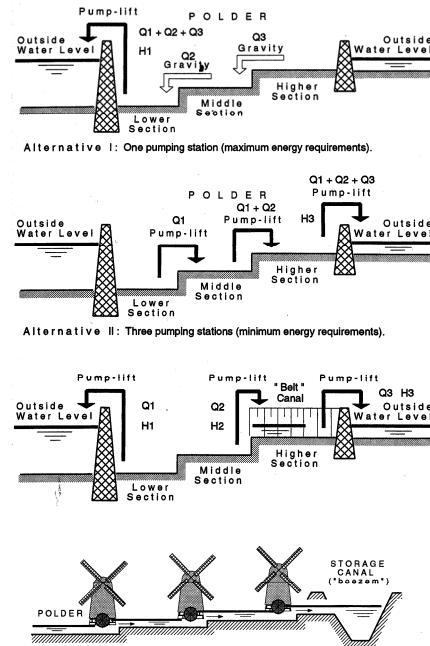 Pump-lift
POLDER
Outside
Water Level
Q1 + Q2 + Q3
H1
Q2
Gravity
Q3
Gravity
Outside
Water Level
Higher
Section
Middle
Section
Lower
Section
Alternative I: One pumping station (maximum energy requirements).
Q1 + Q2 + Q3
Pump-lift
POLDER
Outside
Water Level
Q1
Pump-lift
Q1 + Q2
Pump-lift
H3
Outside
Water Level
Higher
Section
Middle
Section
Lower
Section
Alternative II: Three pumping stations (minimum energy requirements).
Pump-lift
Pump-lift
"Belt"
Canal
Pump-lift
Outside
Water Level
Q1
H1
Q2
H2
Q3 H3
Outside
Water Level
Higher
Section
Middle
Section
Lower
Section
STORAGE
CANAL
("boezem")
POLDER